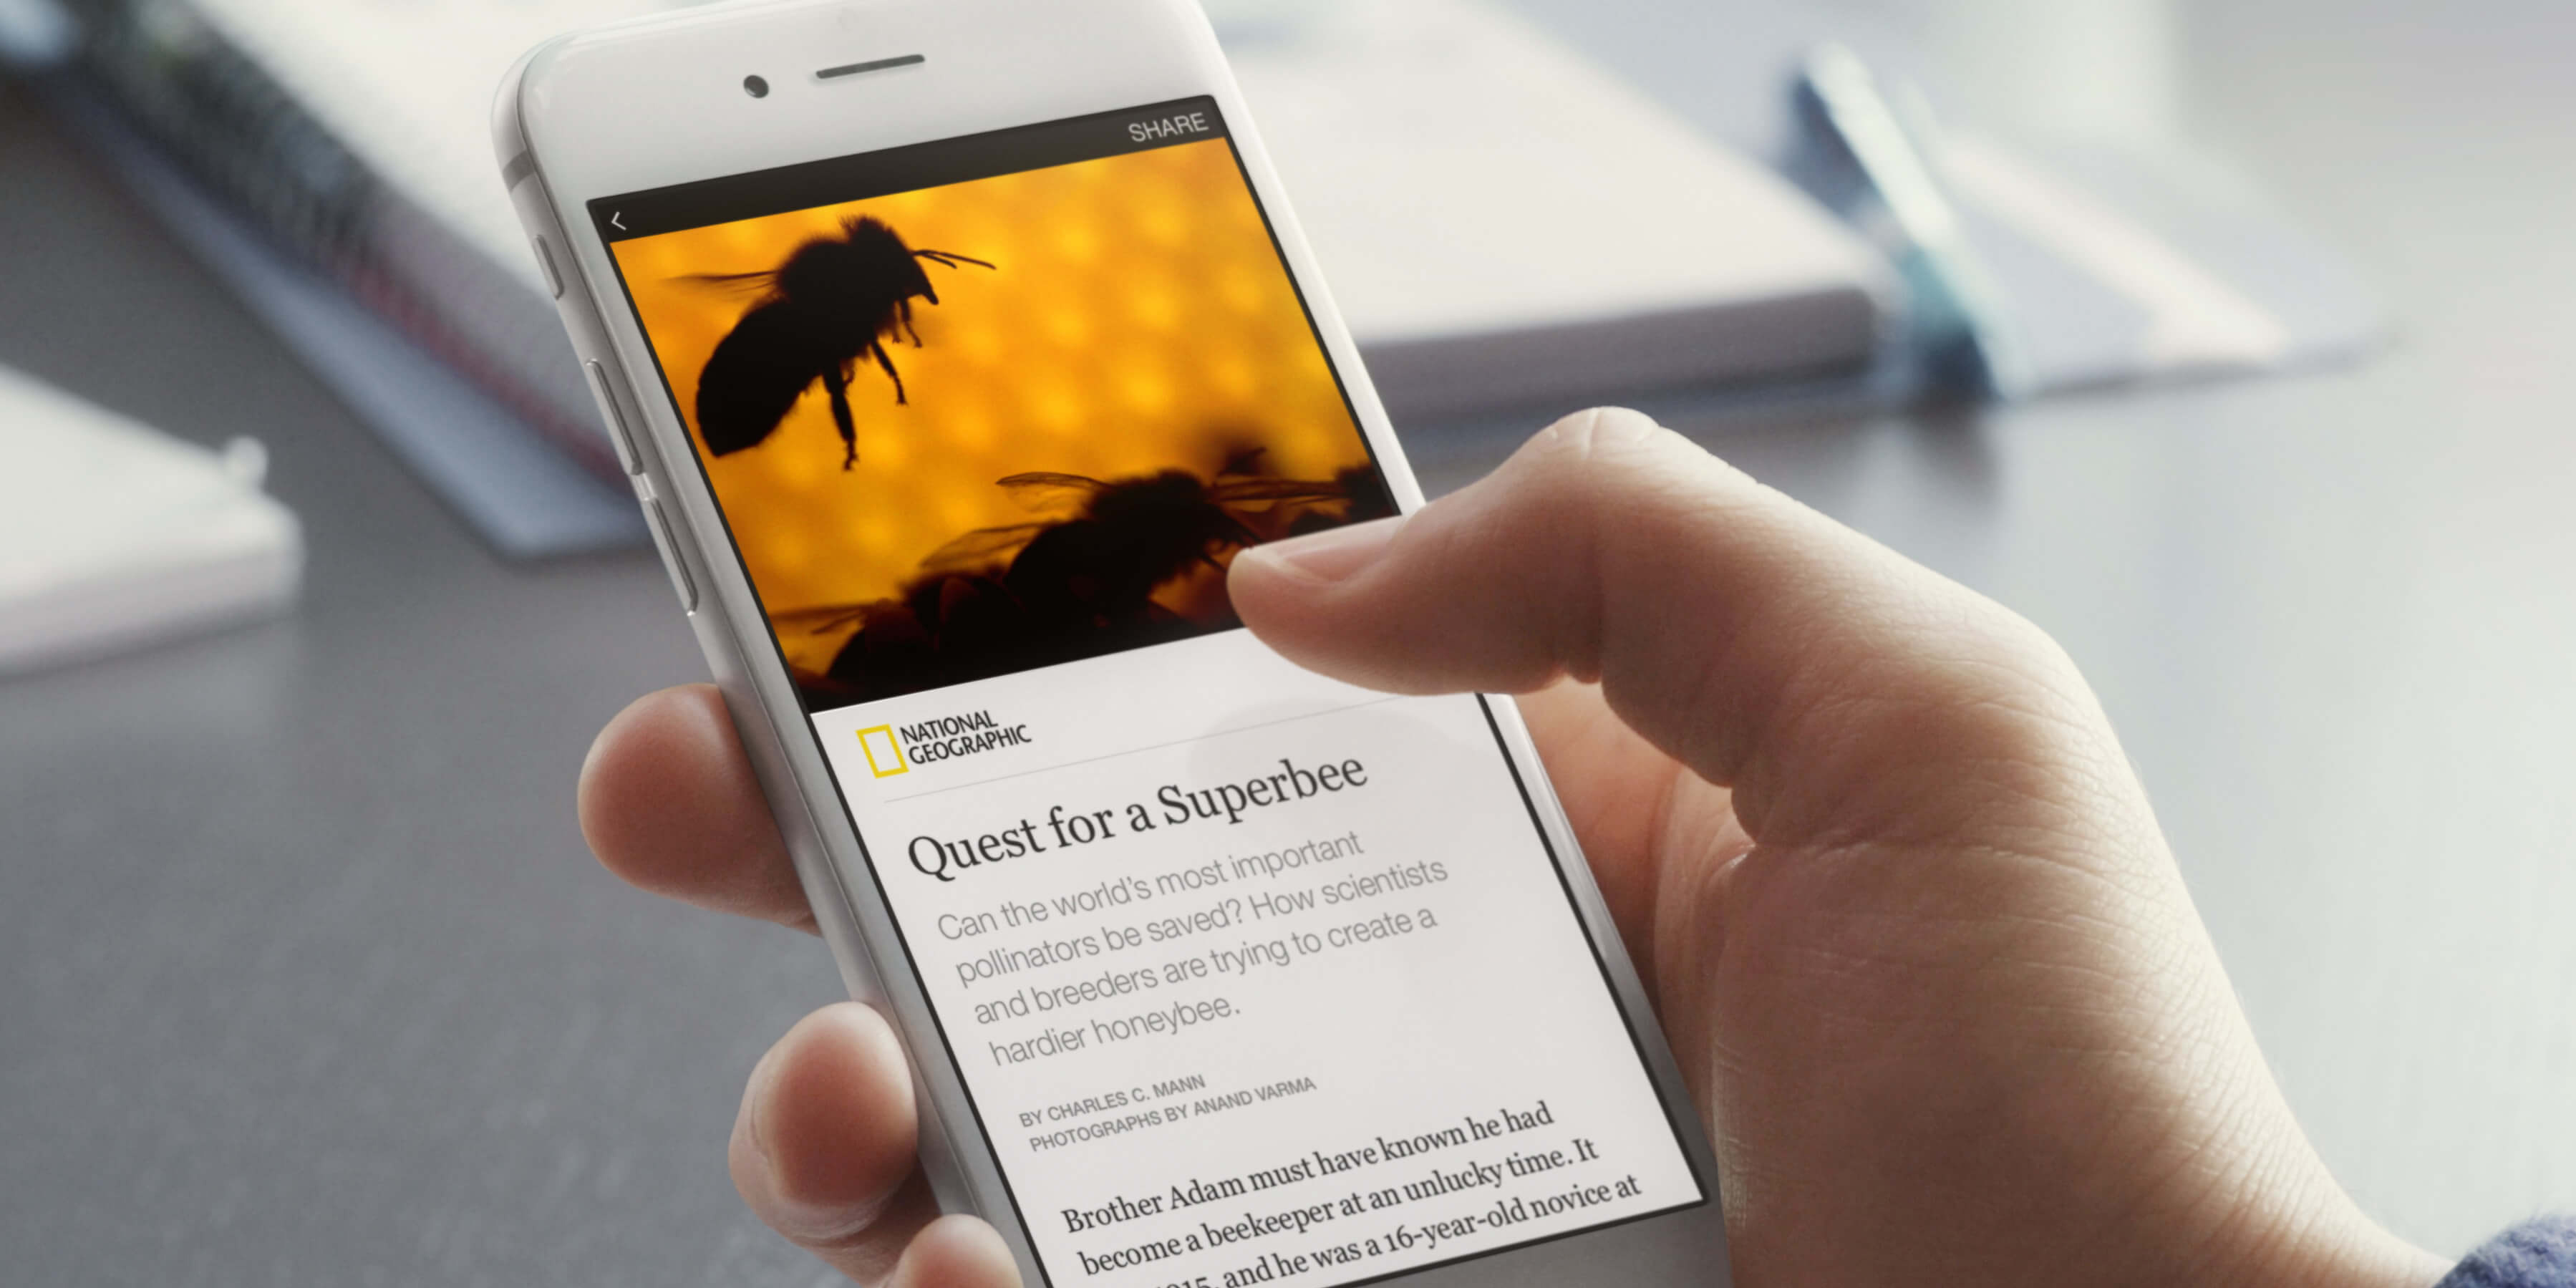 SHARE
NATIONAL
GEOGRAPHIC
Quest for a Superbee
Can the world's most important
pollinators be saved? How scientists
and breeders are trying to create a
hardier honeybee.
BY CHARLES C. MANN
PHOTOGRAPHS BY ANAND VARMA
Brother Adam must have known he had
become a beekeeper at an unlucky time. It
and he was a 16-year-old novice at